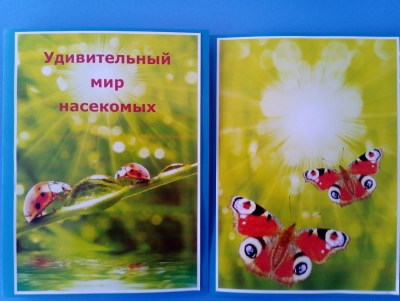 Удивительный
мир
насекомых